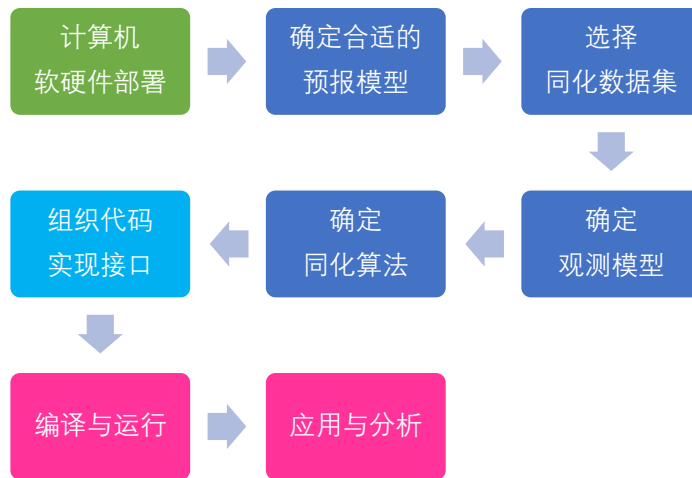 计算机
软硬件部署
确定合适的
预报模型
选择
同化数据集
确定
观测模型
确定
同化算法
组织代码
实现接口
编译与运行
应用与分析